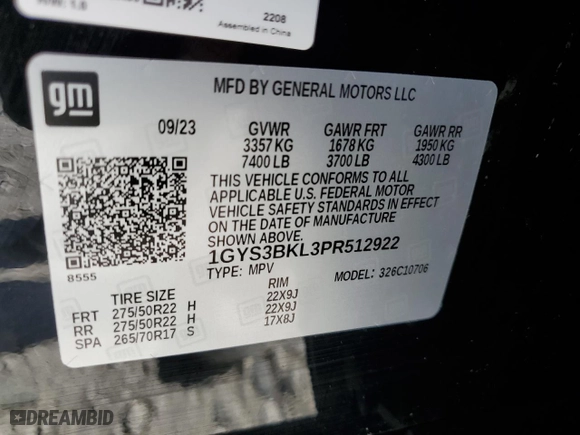 2208
Assembled in China
gm
MFD BY GENERAL MOTORS LLC
09/23 GVWR GAWR FRT GAWR RR
3357 KG 1678 KG 1950 KG
7400 LB 3700 LB 4300 LB
THIS VEHICLE CONFORMS TO ALL
APPLICABLE U.S. FEDERAL MOTOR
VEHICLE SAFETY STANDARDS IN EFFECT
ON THE DATE OF MANUFACTURE
SHOWN ABOVE.
1GYS3BKL3PR512922
8555
TYPE: MPV MODEL: 326C10706
TIRE SIZE RIM
FRT 275/50R22 H 22X9J
RR 275/50R22 H 22X9J
SPA 265/70R17 S 17X8J
DREAMBID